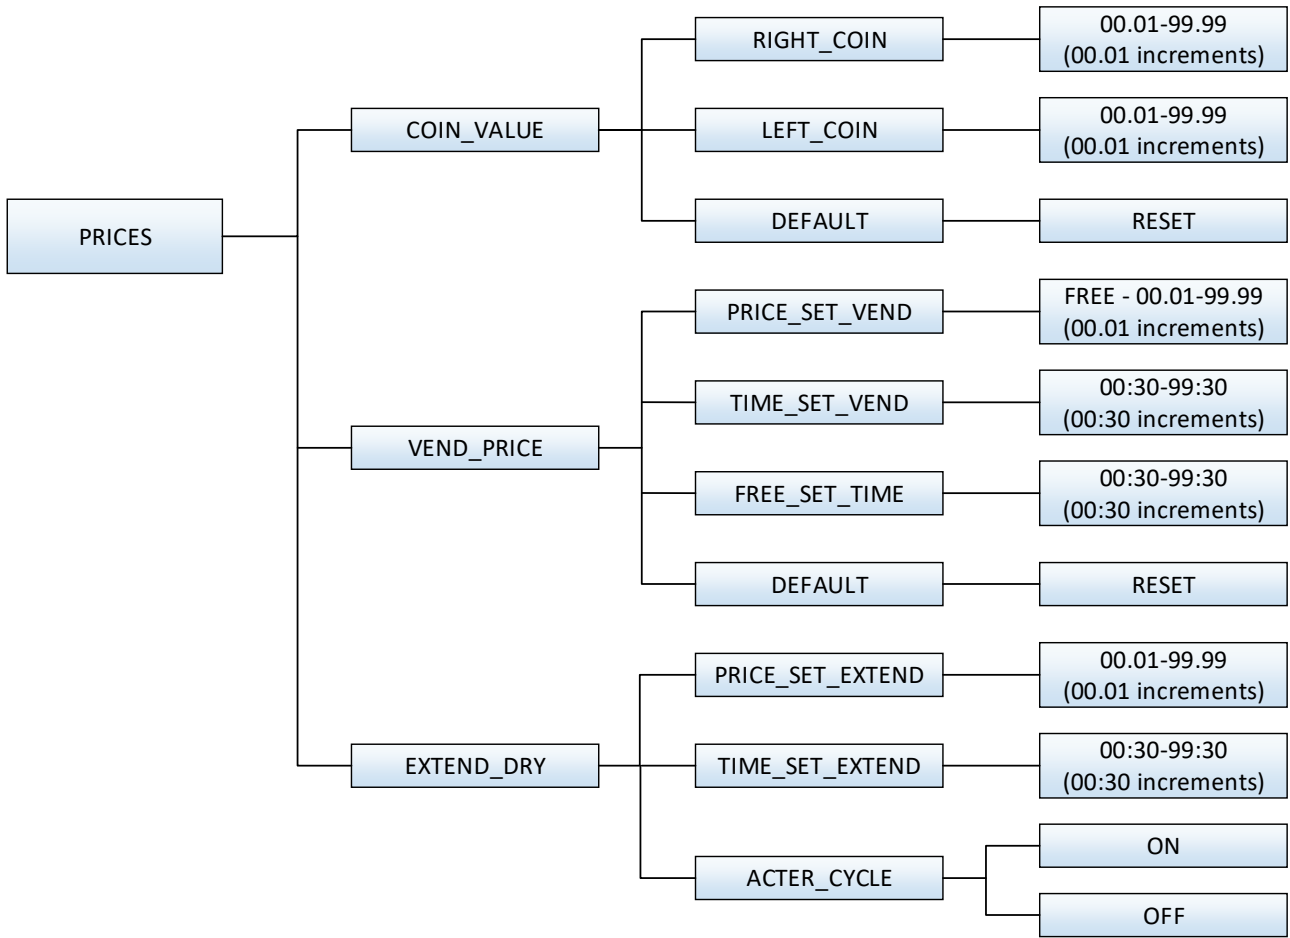 PRICES
COIN_VALUE
RIGHT_COIN
00.01-99.99
(00.01 increments)
LEFT_COIN
00.01-99.99
(00.01 increments)
DEFAULT
RESET
VEND_PRICE
PRICE_SET_VEND
FREE - 00.01-99.99
(00.01 increments)
TIME_SET_VEND
00:30-99:30
(00:30 increments)
FREE_SET_TIME
00:30-99:30
(00:30 increments)
DEFAULT
RESET
EXTEND_DRY
PRICE_SET_EXTEND
00.01-99.99
(00.01 increments)
TIME_SET_EXTEND
00:30-99:30
(00:30 increments)
ACTER_CYCLE
ON
OFF